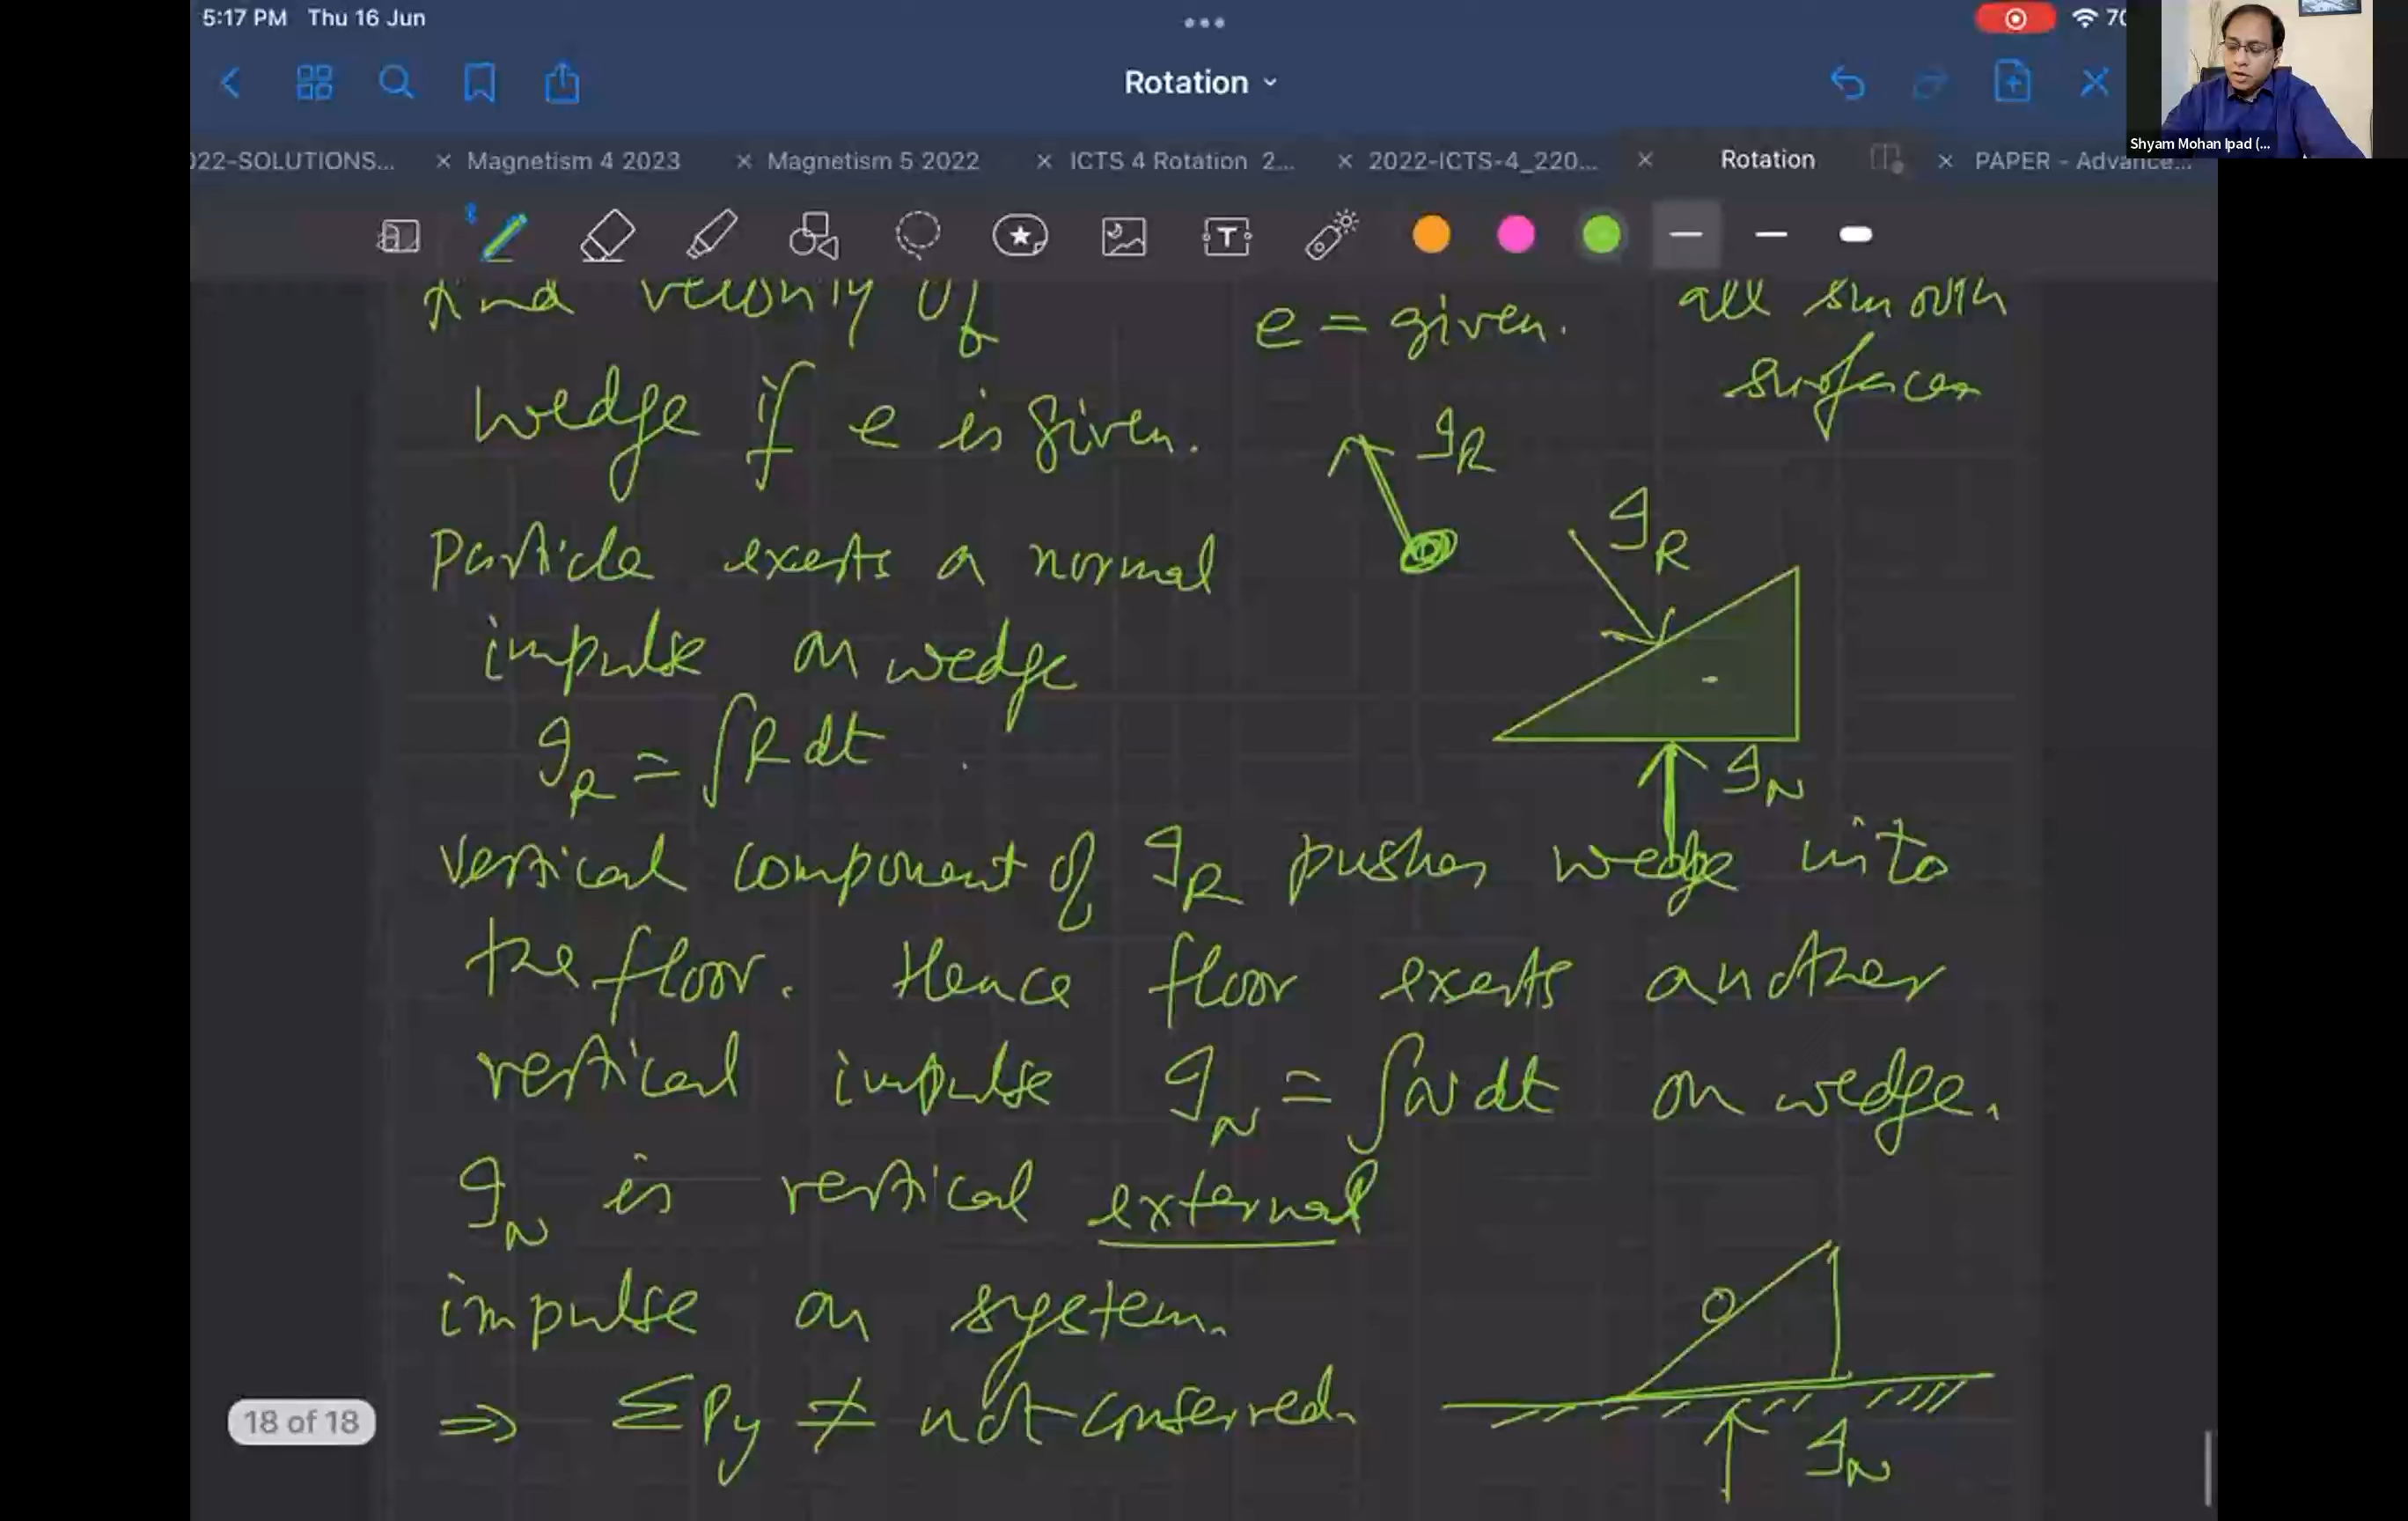 5:17 PM Thu 16 Jun
70
Rotation
Shyam Mohan Ipad (...
022-SOLUTIONS...
Magnetism 4 2023
Magnetism 5 2022
ICTS 4 Rotation 2...
2022-ICTS-4_220...
Rotation
PAPER - Advance...
T
find velocity of
wedge if e is given.
e = given.
all smooth
surfaces
J_R
J_R
Particle exerts a normal
impulse on wedge
J_R = ∫R dt
J_N
vertical component of J_R pushes wedge into
the floor. Hence floor exerts another
vertical impulse J_N = ∫N dt on wedge.
J_N is vertical external
impulse on system.
⇒ ΣPy ≠ not conserved.
J_N
18 of 18